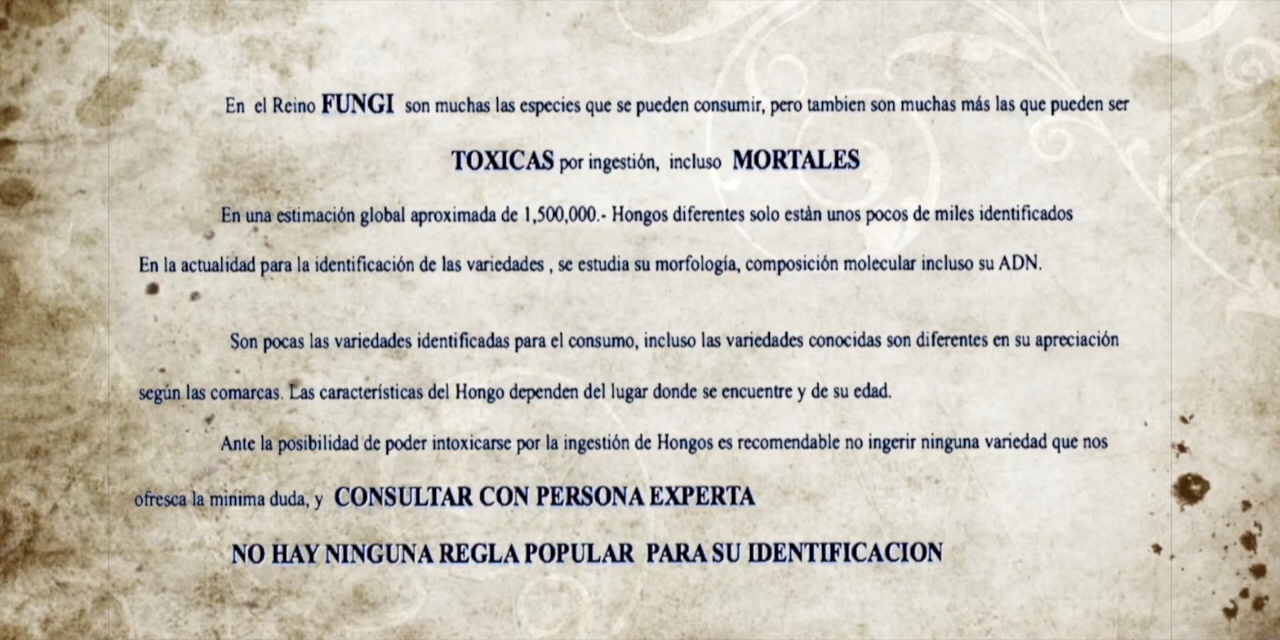 En el Reino FUNGI son muchas las especies que se pueden consumir, pero tambien son muchas más las que pueden ser
TOXICAS por ingestión, incluso MORTALES
En una estimación global aproximada de 1,500,000.- Hongos diferentes solo estàn unos pocos de miles identificados
En la actualidad para la identificación de las variedades , se estudia su morfología, composición molecular incluso su ADN.
Son pocas las variedades identificadas para el consumo, incluso las variedades conocidas son diferentes en su apreciación
según las comarcas. Las características del Hongo dependen del lugar donde se encuentre y de su edad.
Ante la posibilidad de poder intoxicarse por la ingestión de Hongos es recomendable no ingerir ninguna variedad que nos
ofresca la minima duda, y CONSULTAR CON PERSONA EXPERTA
NO HAY NINGUNA REGLA POPULAR PARA SU IDENTIFICACION